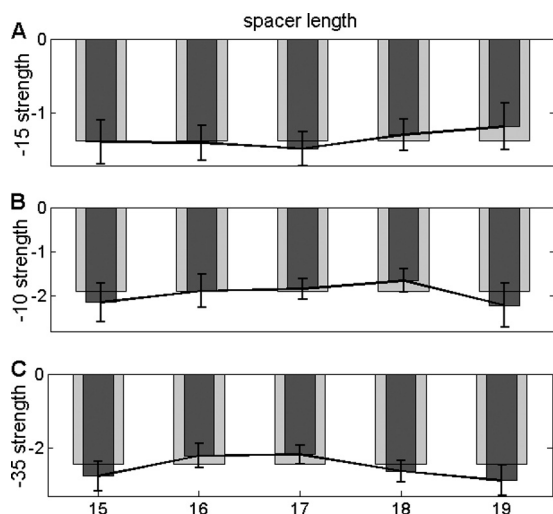 spacer length
A
0
-1
-15 strength
B
0
-1
-2
-10 strength
C
0
-2
-35 strength
15 16 17 18 19